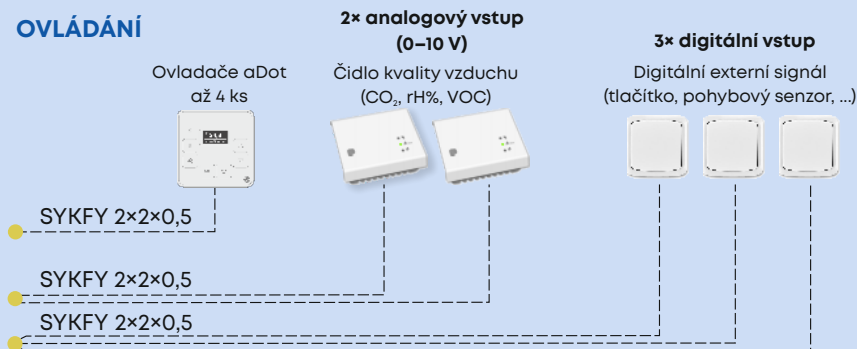 OVLÁDÁNÍ
2× analogový vstup
(0–10 V)
3× digitální vstup
Ovladače aDot
až 4 ks
Čidlo kvality vzduchu
(CO₂, rH%, VOC)
Digitální externí signál
(tlačítko, pohybový senzor, ...)
SYKFY 2×2×0,5
SYKFY 2×2×0,5
SYKFY 2×2×0,5